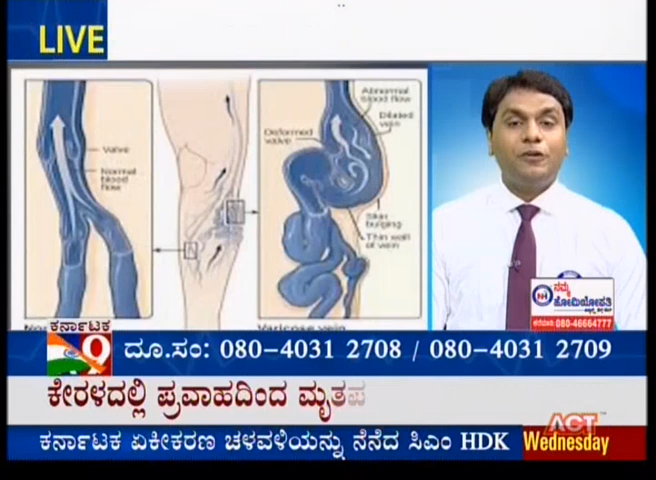 LIVE
Valve
Normal
blood
flow
Abnormal
blood flow
Dilated
vein
Deformed
valve
Skin
bulging
Thin wall
of vein
Varicose vein
ನಮ್ಮ
ಹೋಮಿಯೋಪತಿ
080-46664777
ಕರ್ನಾಟಕ
9
ದೂ.ಸಂ: 080-4031 2708 / 080-4031 2709
ಕೇರಳದಲ್ಲಿ ಪ್ರವಾಹದಿಂದ ಮೃತಪ
ACT
ಕರ್ನಾಟಕ ಏಕೀಕರಣ ಚಳವಳಿಯನ್ನು ನೆನೆದ ಸಿಎಂ HDK
Wednesday